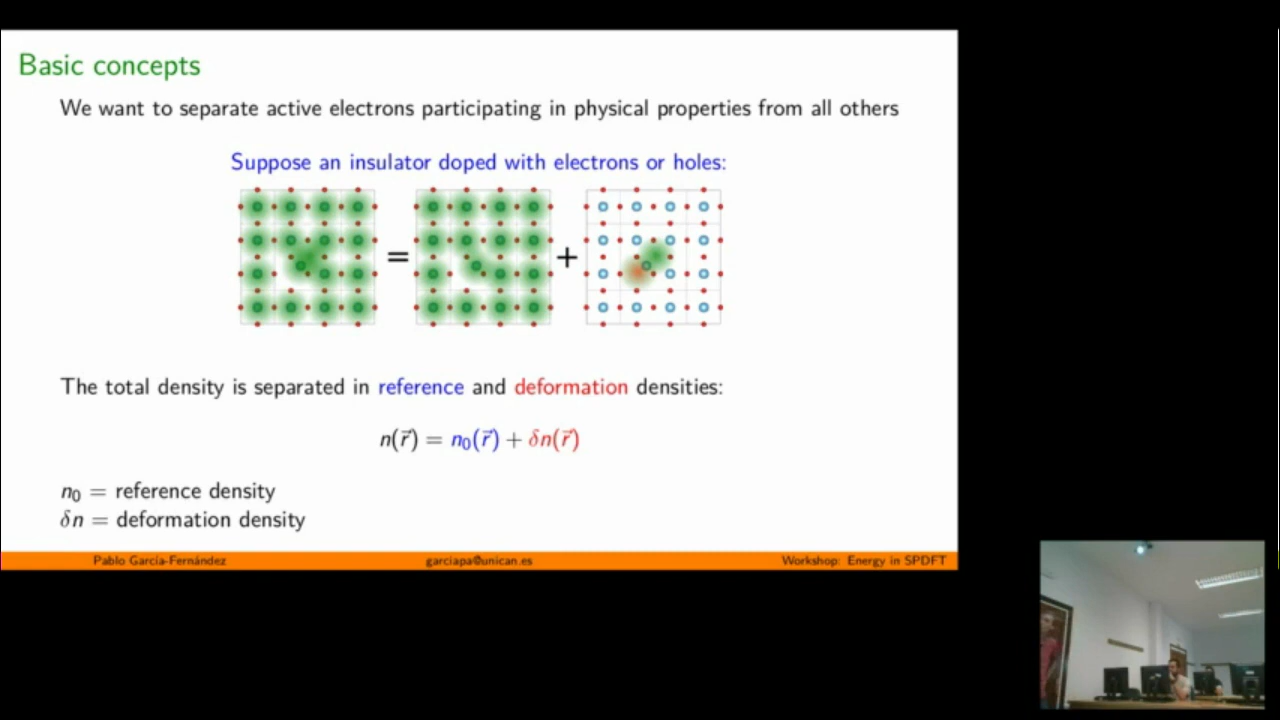 Basic concepts
We want to separate active electrons participating in physical properties from all others
Suppose an insulator doped with electrons or holes:
= +
The total density is separated in reference and deformation densities:
n(r⃗) = n₀(r⃗) + δn(r⃗)
n₀ = reference density
δn = deformation density
Pablo García-Fernández garciapa@unican.es Workshop: Energy in SPDFT